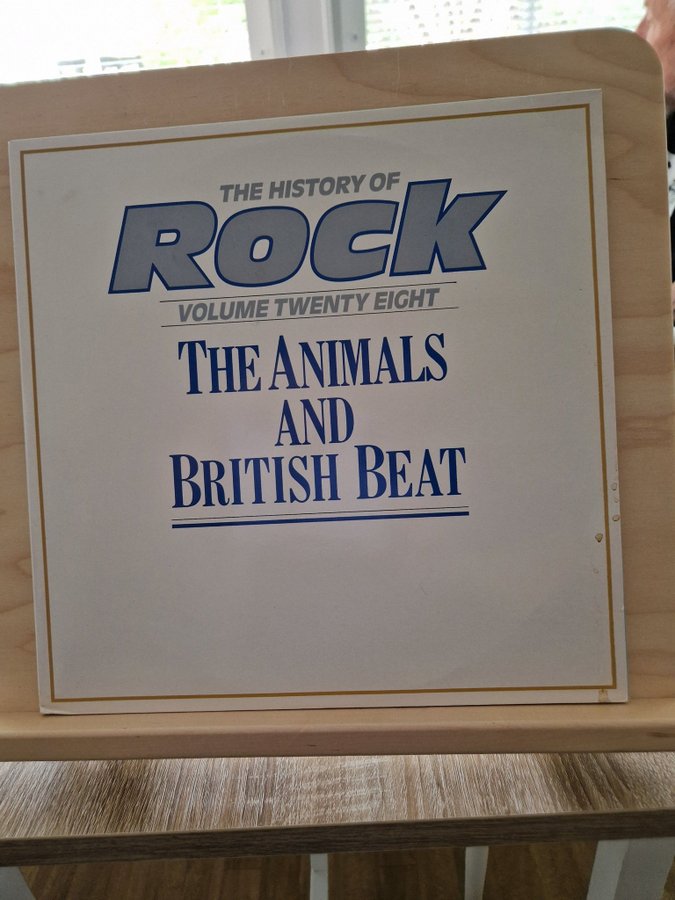 THE HISTORY OF
ROCK
VOLUME TWENTY EIGHT
THE ANIMALS
AND
BRITISH BEAT